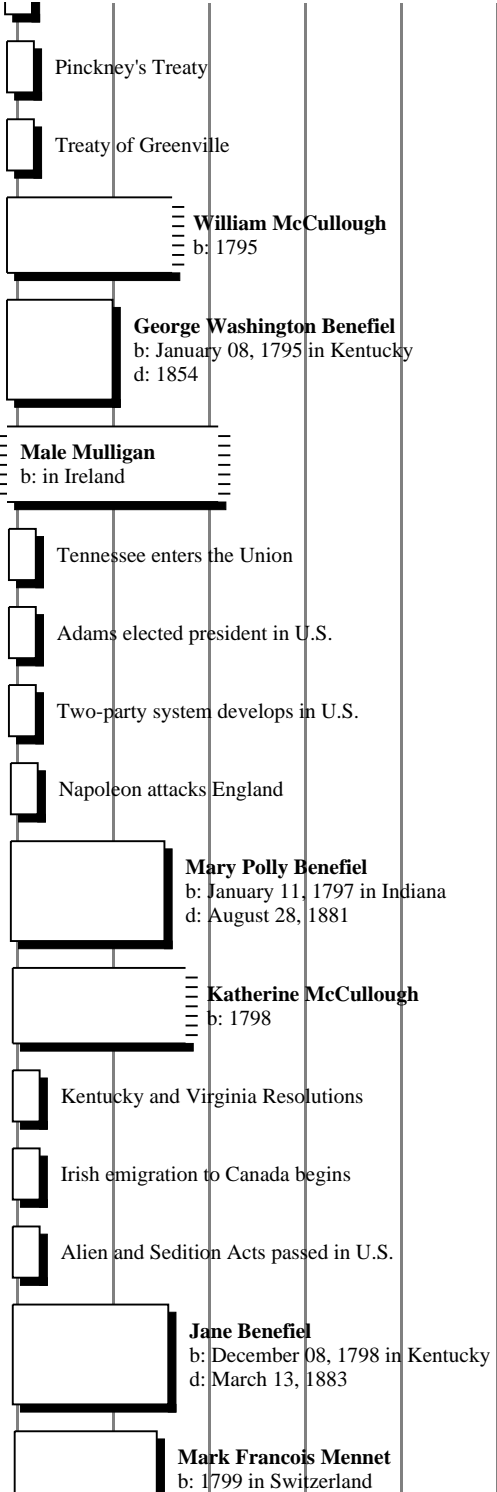 Pinckney's Treaty
Treaty of Greenville
William McCullough
b: 1795
George Washington Benefiel
b: January 08, 1795 in Kentucky
d: 1854
Male Mulligan
b: in Ireland
Tennessee enters the Union
Adams elected president in U.S.
Two-party system develops in U.S.
Napoleon attacks England
Mary Polly Benefiel
b: January 11, 1797 in Indiana
d: August 28, 1881
Katherine McCullough
b: 1798
Kentucky and Virginia Resolutions
Irish emigration to Canada begins
Alien and Sedition Acts passed in U.S.
Jane Benefiel
b: December 08, 1798 in Kentucky
d: March 13, 1883
Mark Francois Mennet
b: 1799 in Switzerland